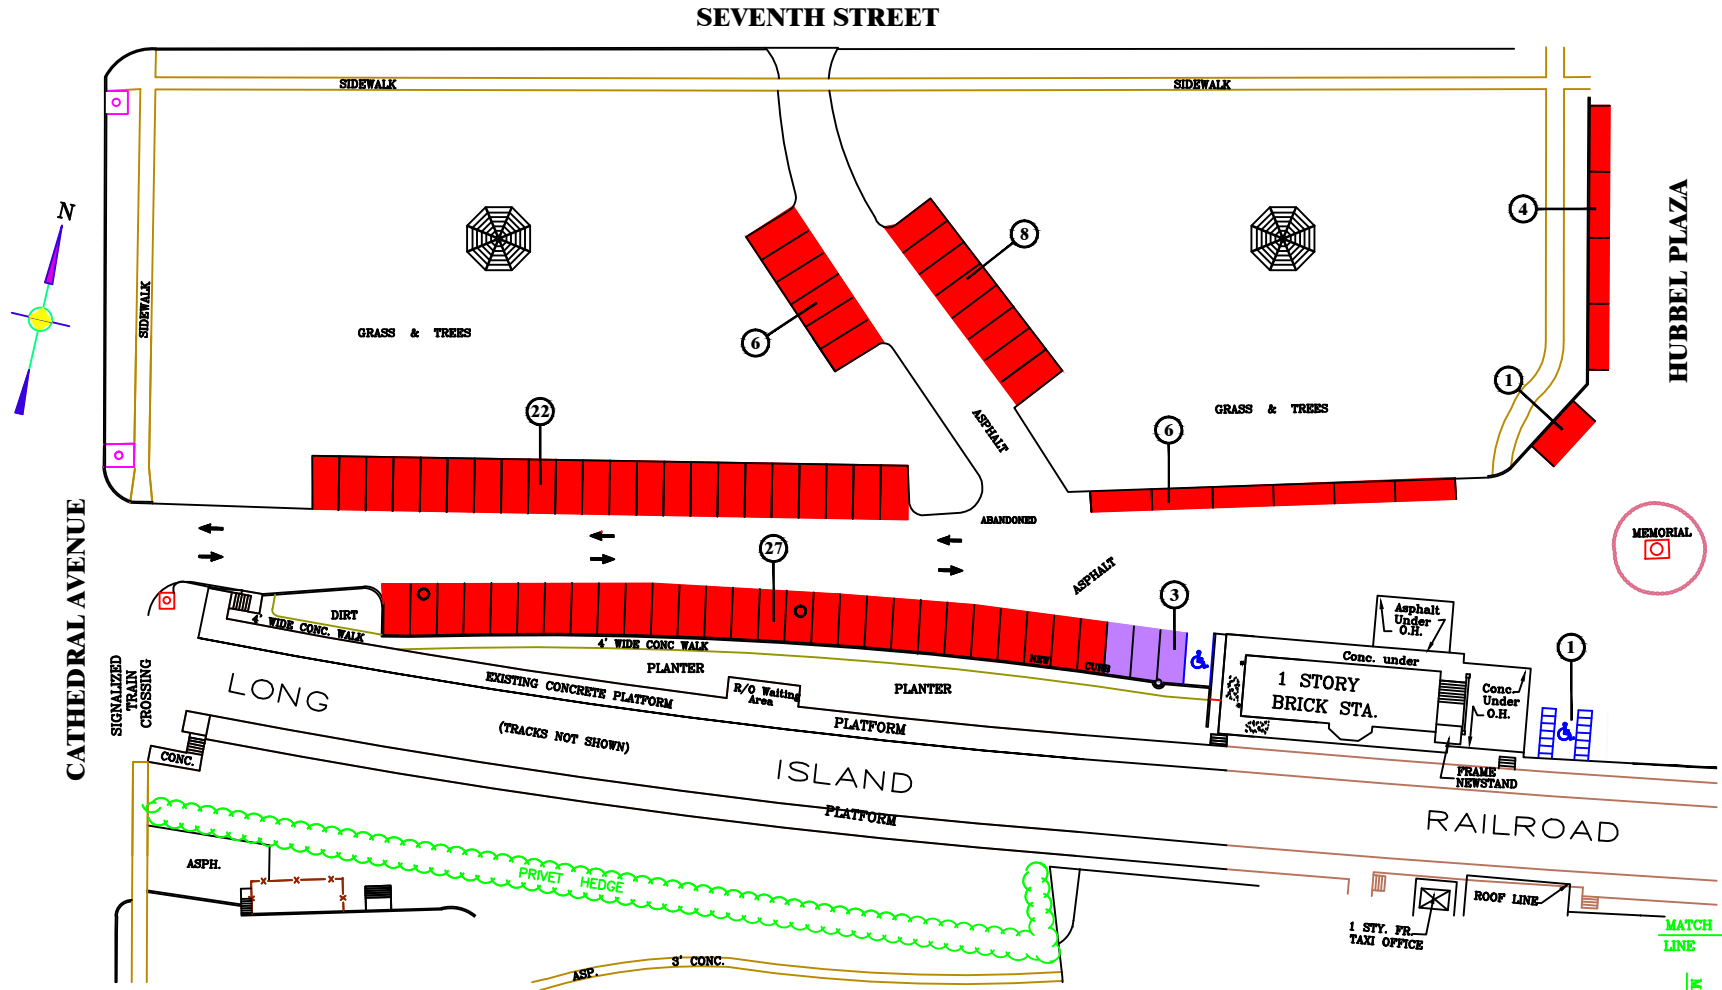 SEVENTH STREET
SIDEWALK
SIDEWALK
N
4
8
HUBBEL PLAZA
SIDEWALK
GRASS & TREES
6
1
22
GRASS & TREES
6
ASPHALT
ABANDONED
MEMORIAL
CATHEDRAL AVENUE
27
ASPHALT
3
DIRT
4' WIDE CONC. WALK
4' WIDE CONC WALK
NEW CURB
Asphalt
Under
O.H.
Conc. under
1
SIGNALIZED
TRAIN
CROSSING
PLANTER
PLANTER
1 STORY
BRICK STA.
Conc.
Under
O.H.
LONG
EXISTING CONCRETE PLATFORM
R/O Waiting
Area
PLATFORM
(TRACKS NOT SHOWN)
CONC.
ISLAND
FRAME
NEWSTAND
PLATFORM
RAILROAD
ASPH.
PRIVET HEDGE
ROOF LINE
1 STY. FR.
TAXI OFFICE
MATCH
LINE
3' CONC.
ASP.